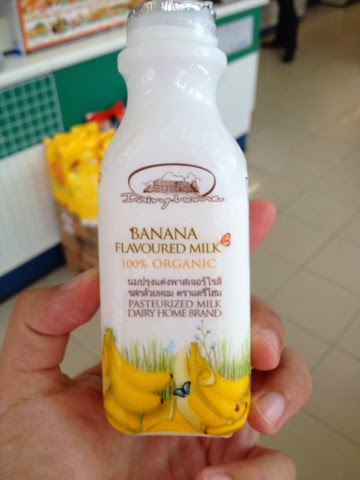 Dairy home
BANANA
FLAVOURED MILK
100% ORGANIC
นมปรุงแต่งพาสเจอร์ไรส์
รสกล้วยหอม ตราแดรี่โฮม
PASTEURIZED MILK
DAIRY HOME BRAND